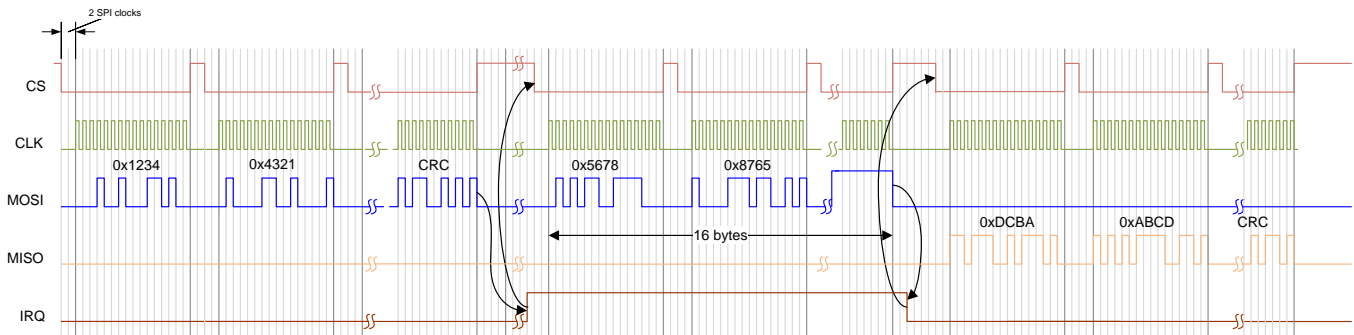 2 SPI clocks
CS
CLK
0x1234
0x4321
CRC
0x5678
0x8765
MOSI
16 bytes
0xDCBA
0xABCD
CRC
MISO
IRQ